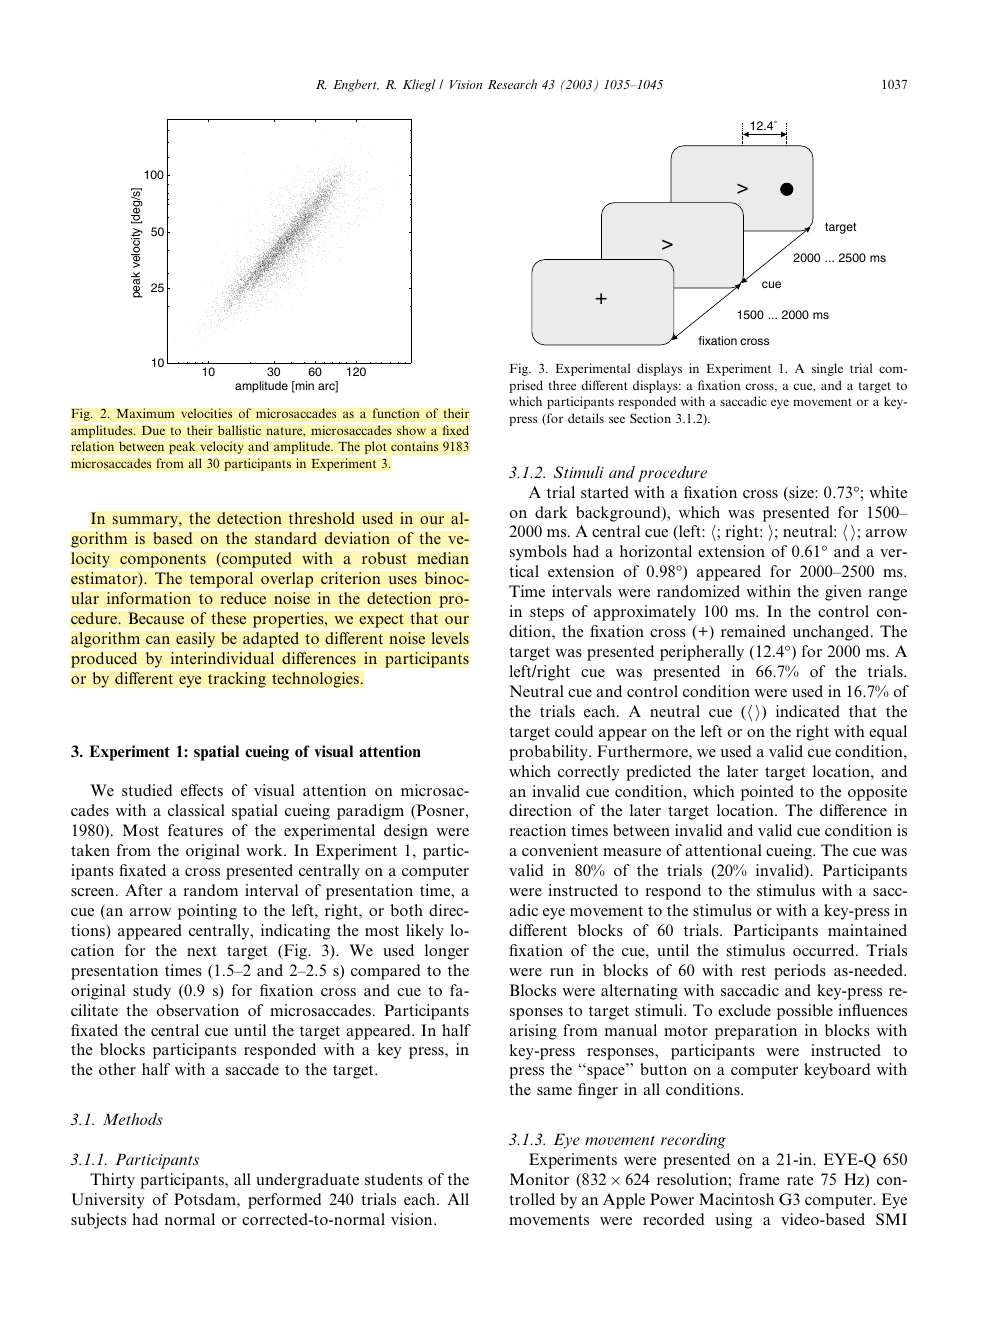 R. Engbert, R. Kliegl / Vision Research 43 (2003) 1035–1045
1037
100
50
25
10
peak velocity [deg/s]
10
30
60
120
amplitude [min arc]
Fig. 2. Maximum velocities of microsaccades as a function of their
amplitudes. Due to their ballistic nature, microsaccades show a fixed
relation between peak velocity and amplitude. The plot contains 9183
microsaccades from all 30 participants in Experiment 3.
In summary, the detection threshold used in our al-
gorithm is based on the standard deviation of the ve-
locity components (computed with a robust median
estimator). The temporal overlap criterion uses binoc-
ular information to reduce noise in the detection pro-
cedure. Because of these properties, we expect that our
algorithm can easily be adapted to different noise levels
produced by interindividual differences in participants
or by different eye tracking technologies.
3. Experiment 1: spatial cueing of visual attention
We studied effects of visual attention on microsac-
cades with a classical spatial cueing paradigm (Posner,
1980). Most features of the experimental design were
taken from the original work. In Experiment 1, partic-
ipants fixated a cross presented centrally on a computer
screen. After a random interval of presentation time, a
cue (an arrow pointing to the left, right, or both direc-
tions) appeared centrally, indicating the most likely lo-
cation for the next target (Fig. 3). We used longer
presentation times (1.5–2 and 2–2.5 s) compared to the
original study (0.9 s) for fixation cross and cue to fa-
cilitate the observation of microsaccades. Participants
fixated the central cue until the target appeared. In half
the blocks participants responded with a key press, in
the other half with a saccade to the target.
3.1. Methods
3.1.1. Participants
Thirty participants, all undergraduate students of the
University of Potsdam, performed 240 trials each. All
subjects had normal or corrected-to-normal vision.
12.4°
>
>
+
target
2000 ... 2500 ms
cue
1500 ... 2000 ms
fixation cross
Fig. 3. Experimental displays in Experiment 1. A single trial com-
prised three different displays: a fixation cross, a cue, and a target to
which participants responded with a saccadic eye movement or a key-
press (for details see Section 3.1.2).
3.1.2. Stimuli and procedure
A trial started with a fixation cross (size: 0.73°; white
on dark background), which was presented for 1500–
2000 ms. A central cue (left: ⟨; right: ⟩; neutral: ⟨ ⟩; arrow
symbols had a horizontal extension of 0.61° and a ver-
tical extension of 0.98°) appeared for 2000–2500 ms.
Time intervals were randomized within the given range
in steps of approximately 100 ms. In the control con-
dition, the fixation cross (+) remained unchanged. The
target was presented peripherally (12.4°) for 2000 ms. A
left/right cue was presented in 66.7% of the trials.
Neutral cue and control condition were used in 16.7% of
the trials each. A neutral cue (⟨ ⟩) indicated that the
target could appear on the left or on the right with equal
probability. Furthermore, we used a valid cue condition,
which correctly predicted the later target location, and
an invalid cue condition, which pointed to the opposite
direction of the later target location. The difference in
reaction times between invalid and valid cue condition is
a convenient measure of attentional cueing. The cue was
valid in 80% of the trials (20% invalid). Participants
were instructed to respond to the stimulus with a sacc-
adic eye movement to the stimulus or with a key-press in
different blocks of 60 trials. Participants maintained
fixation of the cue, until the stimulus occurred. Trials
were run in blocks of 60 with rest periods as-needed.
Blocks were alternating with saccadic and key-press re-
sponses to target stimuli. To exclude possible influences
arising from manual motor preparation in blocks with
key-press responses, participants were instructed to
press the ‘‘space’’ button on a computer keyboard with
the same finger in all conditions.
3.1.3. Eye movement recording
Experiments were presented on a 21-in. EYE-Q 650
Monitor (832 × 624 resolution; frame rate 75 Hz) con-
trolled by an Apple Power Macintosh G3 computer. Eye
movements were recorded using a video-based SMI